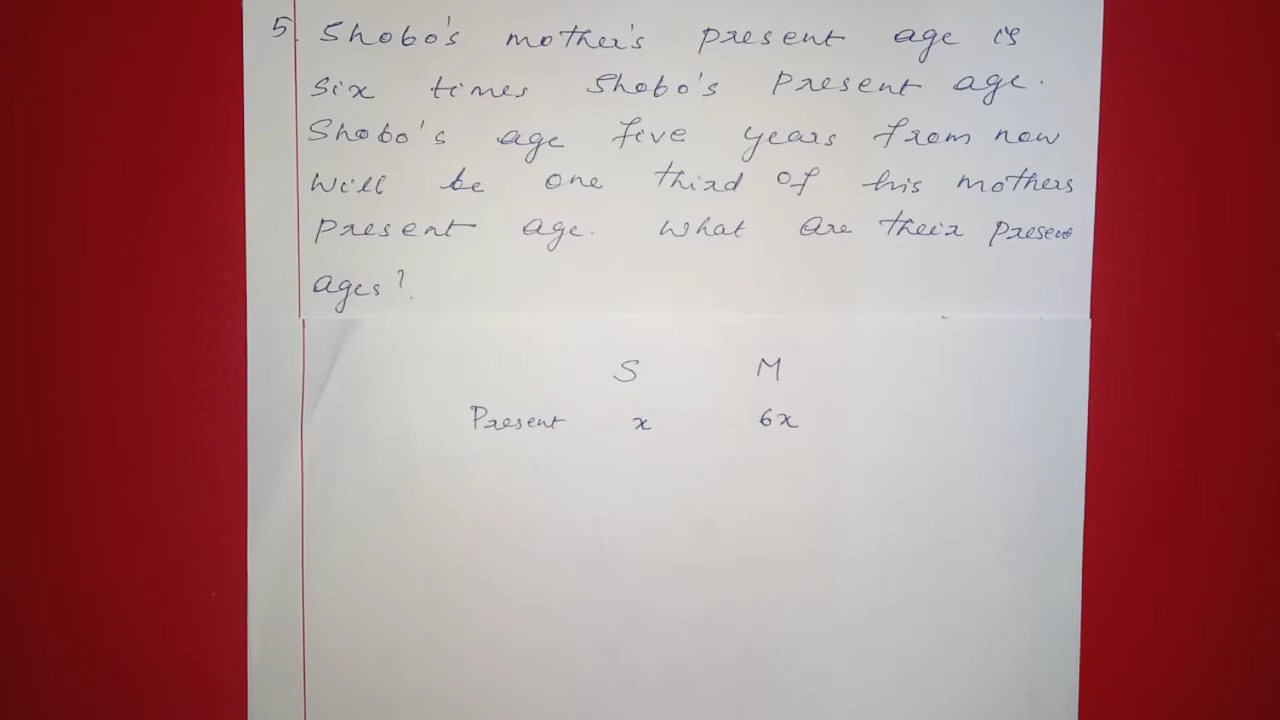 5. Shobo's mother's present age is
six times Shobo's present age.
Shobo's age five years from now
will be one third of his mothers
present age. What are their present
ages?
S M
Present x 6x